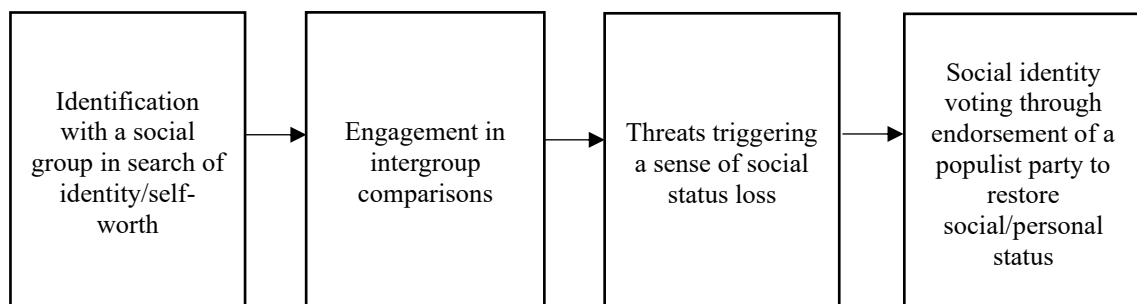 Identification
with a social
group in search of
identity/self-
worth
Engagement in
intergroup
comparisons
Threats triggering
a sense of social
status loss
Social identity
voting through
endorsement of a
populist party to
restore
social/personal
status